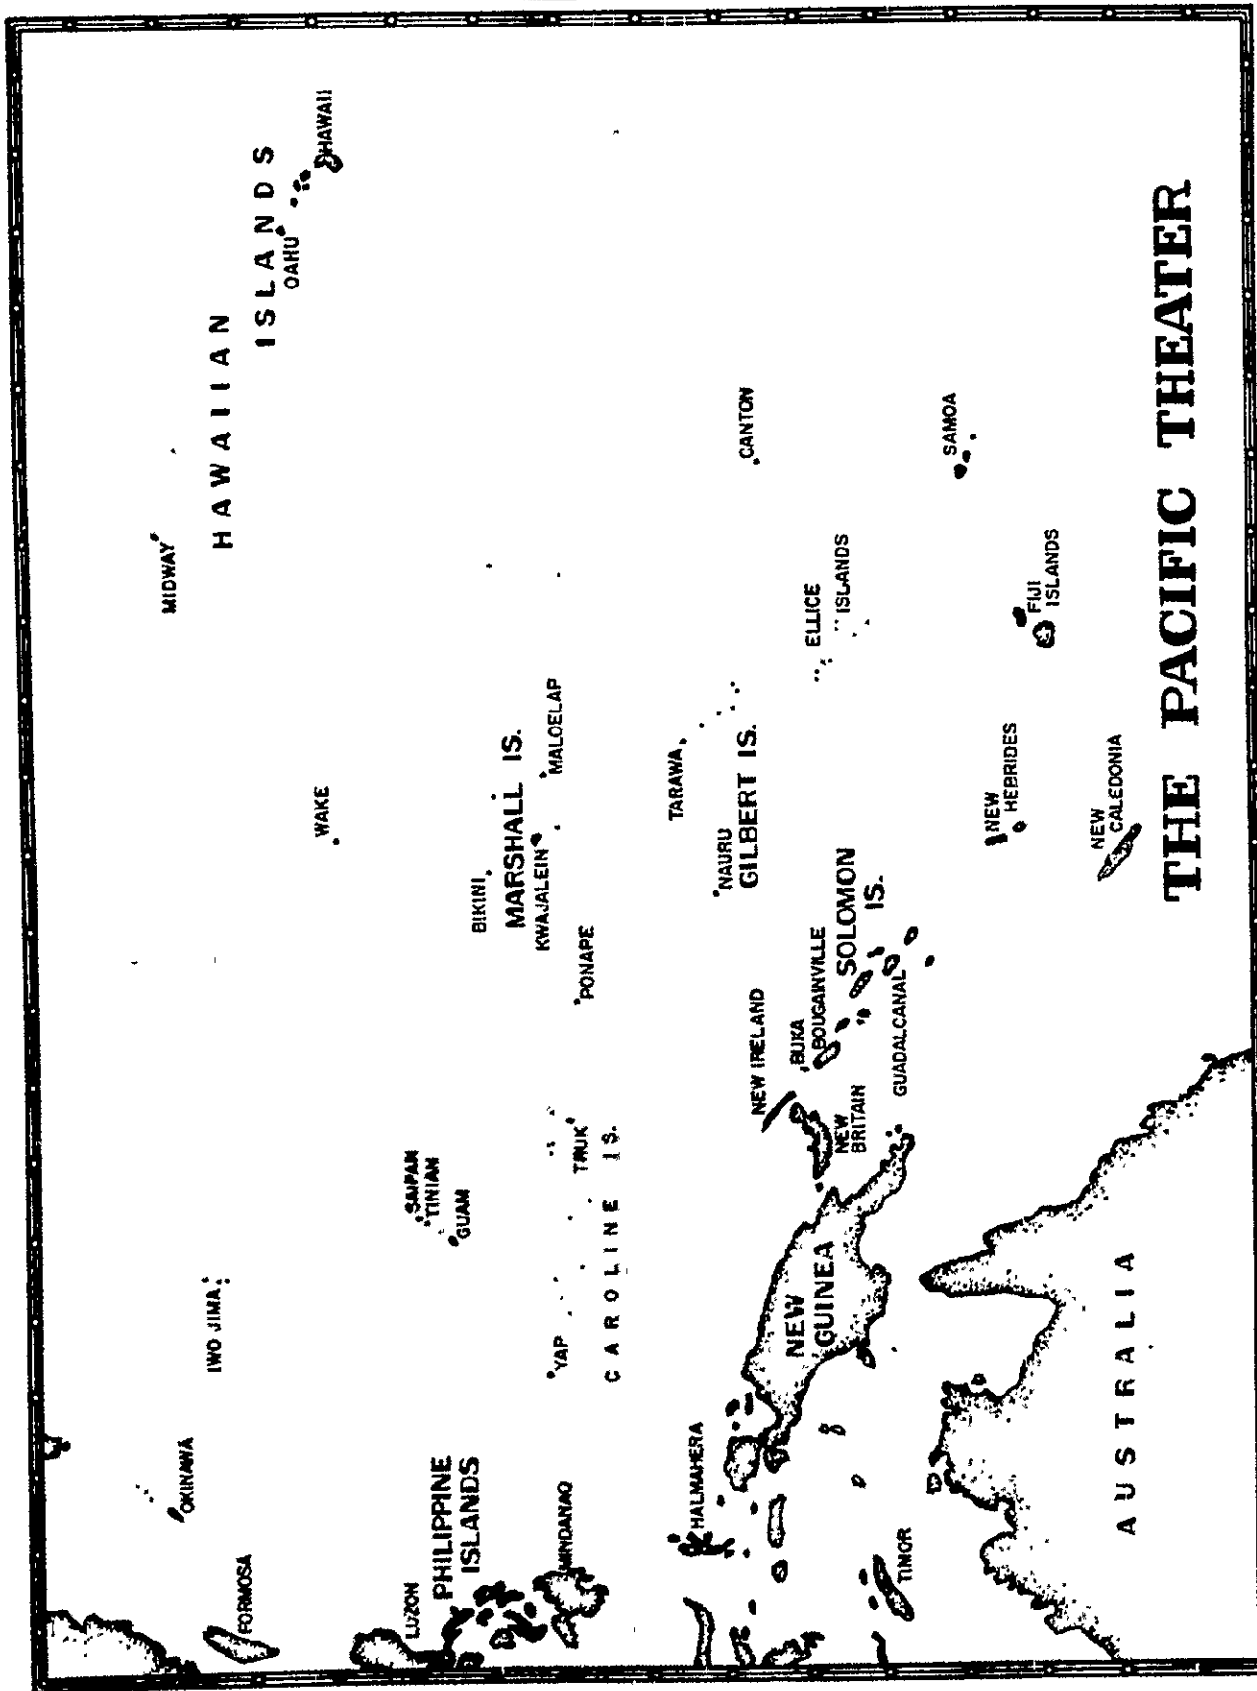 HAWAIIAN
ISLANDS
OAHU
HAWAII
MIDWAY
WAKE
IWO JIMA
OKINAWA
FORMOSA
LUZON
PHILIPPINE
ISLANDS
MINDANAO
SAIPAN
TINIAN
GUAM
YAP
TRUK
CAROLINE IS.
PONAPE
BIKINI
MARSHALL IS.
KWAJALEIN
MALOELAP
TARAWA
NAURU
GILBERT IS.
CANTON
ELLICE
ISLANDS
SAMOA
FIJI
ISLANDS
NEW
HEBRIDES
NEW
CALEDONIA
SOLOMON
IS.
NEW IRELAND
BUKA
BOUGAINVILLE
GUADALCANAL
NEW
BRITAIN
NEW
GUINEA
HALMAHERA
TIMOR
AUSTRALIA
THE PACIFIC THEATER